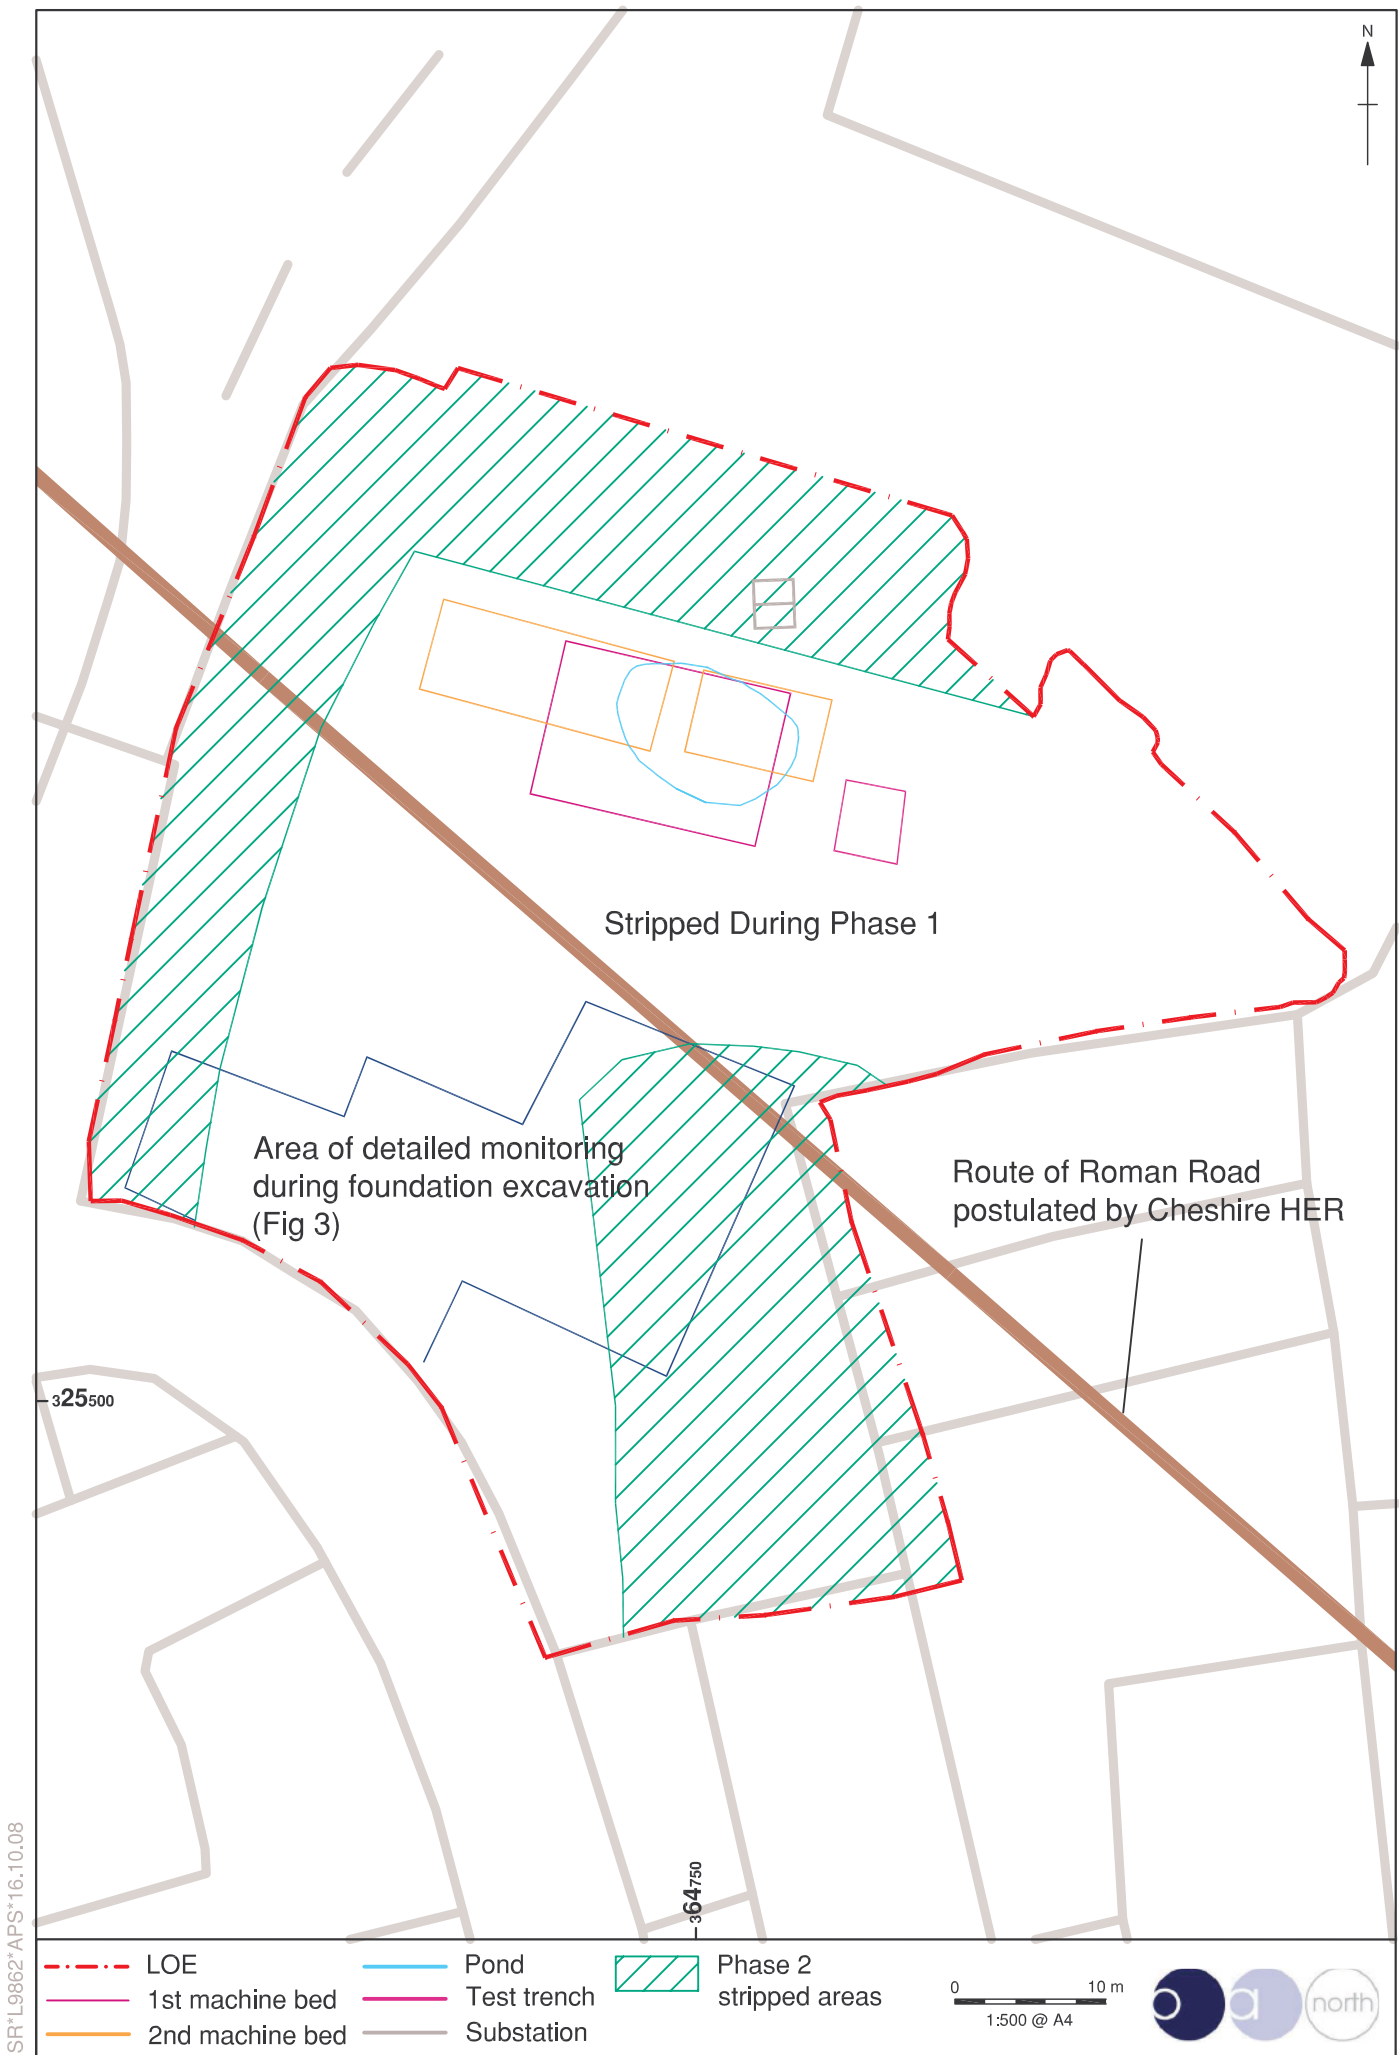 N
Stripped During Phase 1
Area of detailed monitoring
during foundation excavation
(Fig 3)
Route of Roman Road
postulated by Cheshire HER
325500
364750
SR*L9862*APS*16.10.08
LOE
1st machine bed
2nd machine bed
Pond
Test trench
Substation
Phase 2
stripped areas
0 10 m
1:500 @ A4
o a north